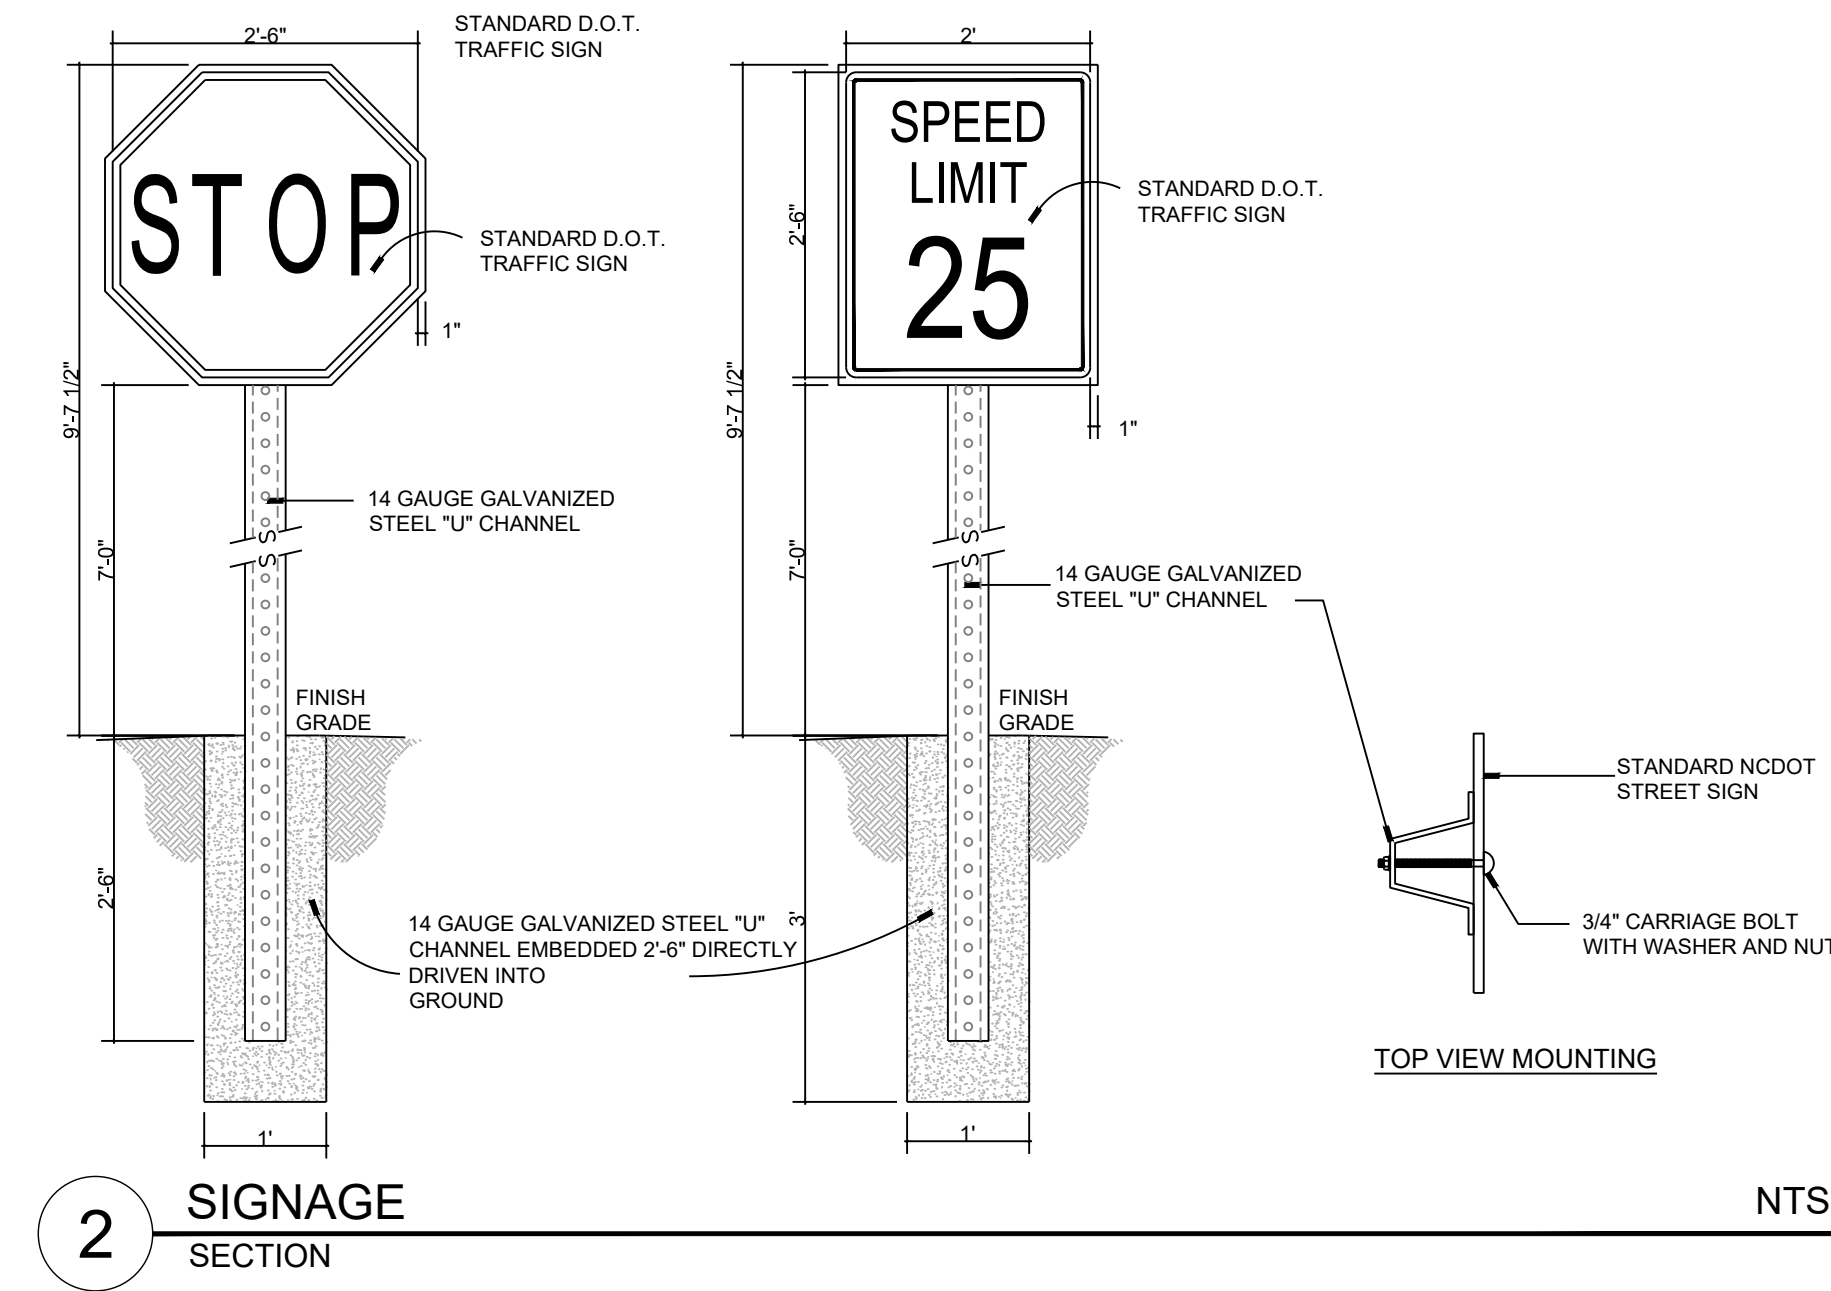 2'-6"
STANDARD D.O.T.
TRAFFIC SIGN
STOP
STANDARD D.O.T.
TRAFFIC SIGN
1"
9'-7 1/2"
7'-0"
14 GAUGE GALVANIZED
STEEL "U" CHANNEL
S
S
FINISH
GRADE
2'-6"
14 GAUGE GALVANIZED STEEL "U"
CHANNEL EMBEDDED 2'-6" DIRECTLY
DRIVEN INTO
GROUND
1'
2'
SPEED
LIMIT
25
STANDARD D.O.T.
TRAFFIC SIGN
2'-6"
1"
9'-7 1/2"
7'-0"
S
S
14 GAUGE GALVANIZED
STEEL "U" CHANNEL
FINISH
GRADE
3'
1'
STANDARD NCDOT
STREET SIGN
3/4" CARRIAGE BOLT
WITH WASHER AND NUT
TOP VIEW MOUNTING
2
SIGNAGE
NTS
SECTION